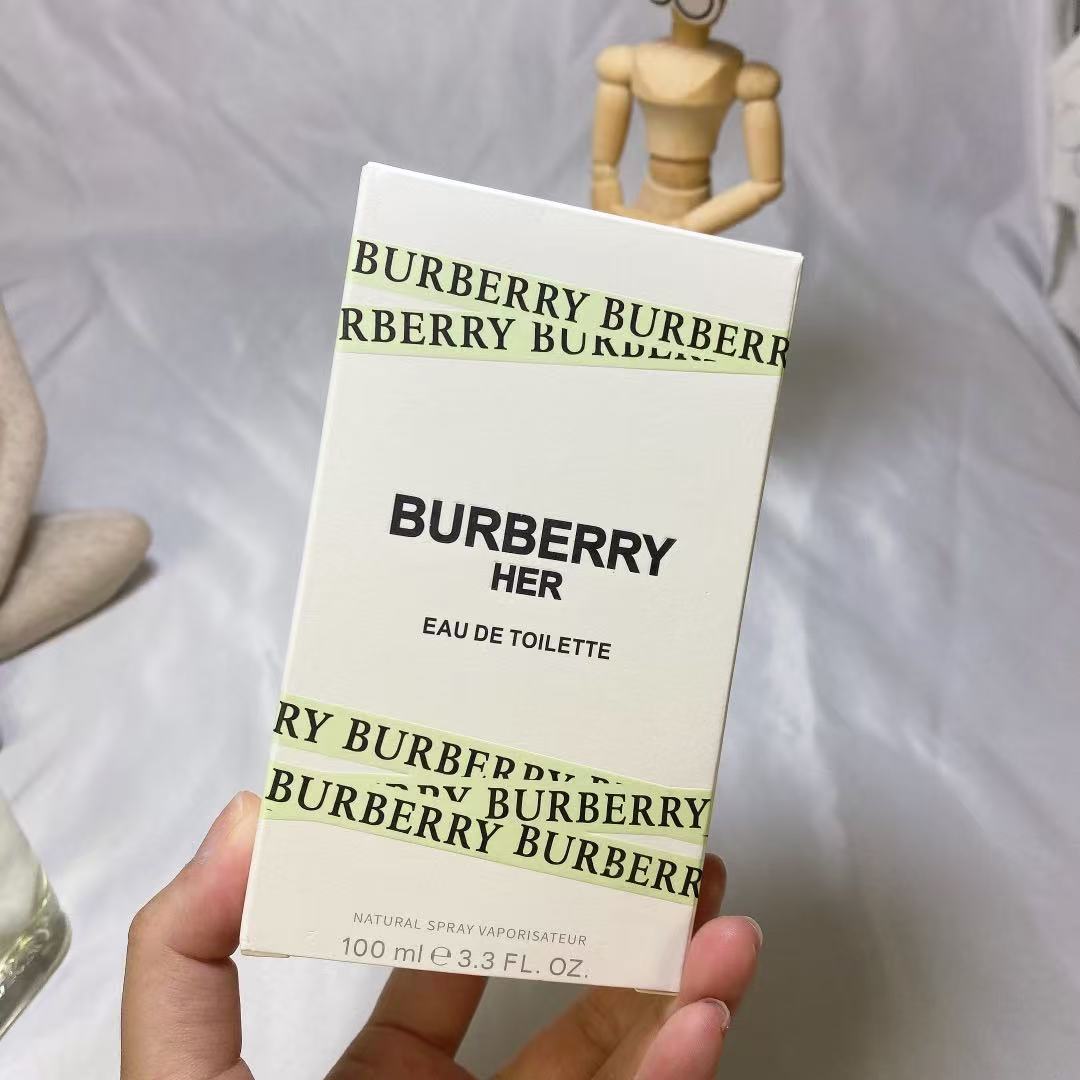 BURBERRY BURBERR
RBERRY BURBERR
BURBERRY
HER
EAU DE TOILETTE
RY BURBERRY
BURBERRY
BURBERRY BURBERR
NATURAL SPRAY VAPORISATEUR
100 ml ℮ 3.3 FL. OZ.